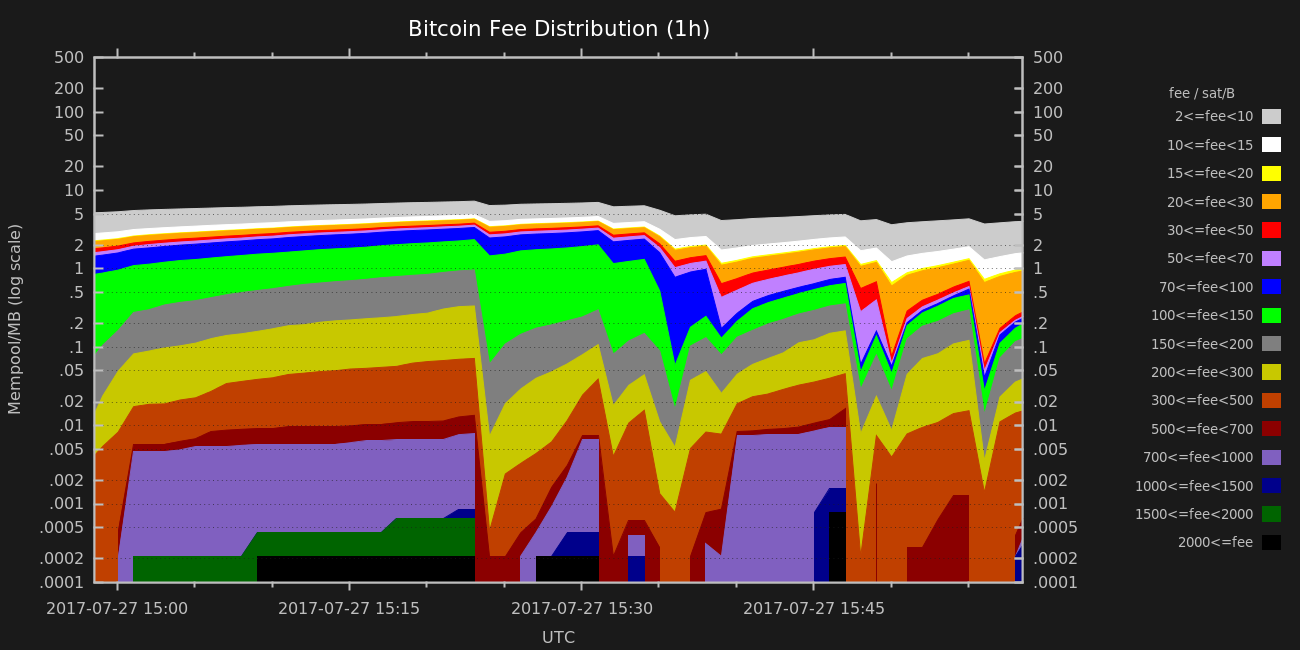 Bitcoin Fee Distribution (1h)
500 500
200 200
100 100
50 50
20 20
10 10
5 5
2 2
1 1
.5 .5
.2 .2
.1 .1
.05 .05
.02 .02
.01 .01
.005 .005
.002 .002
.001 .001
.0005 .0005
.0002 .0002
.0001 .0001
Mempool/MB (log scale)
2017-07-27 15:00 2017-07-27 15:15 2017-07-27 15:30 2017-07-27 15:45
UTC
fee / sat/B
2<=fee<10
10<=fee<15
15<=fee<20
20<=fee<30
30<=fee<50
50<=fee<70
70<=fee<100
100<=fee<150
150<=fee<200
200<=fee<300
300<=fee<500
500<=fee<700
700<=fee<1000
1000<=fee<1500
1500<=fee<2000
2000<=fee